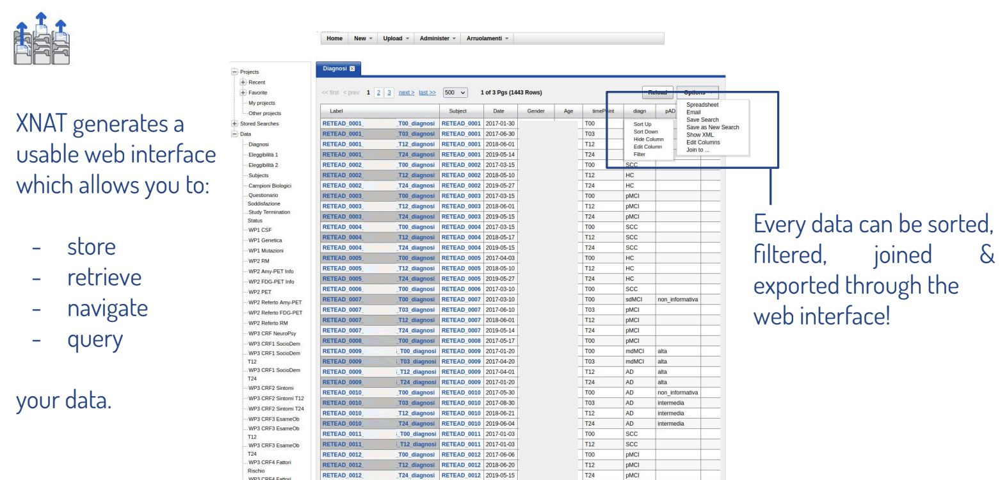 XNAT generates a
usable web interface
which allows you to:
- store
- retrieve
- navigate
- query
your data.
Home New Upload Administer Arruolamenti
Projects
Recent
Favorite
My projects
Other projects
Stored Searches
Data
Diagnosi
Eleggibilità 1
Eleggibilità 2
Subjects
Campioni Biologici
Questionario
Soddisfazione
Study Termination
Status
WP1 CSF
WP1 Genetica
WP1 Mutazioni
WP2 RM
WP2 Amy-PET Info
WP2 FDG-PET Info
WP2 PET
WP2 Referto Amy-PET
WP2 Referto FDG-PET
WP2 Referto RM
WP3 CRF NeuroPsy
WP3 CRF1 SocioDem
WP3 CRF1 SocioDem
T12
WP3 CRF1 SocioDem
T24
WP3 CRF2 Sintomi
WP3 CRF2 Sintomi T12
WP3 CRF2 Sintomi T24
WP3 CRF3 EsameOb
WP3 CRF3 EsameOb
T12
WP3 CRF3 EsameOb
T24
WP3 CRF4 Fattori
Rischio
WP3 CRF4 Fattori
Diagnosi
<< first < prev 1 2 3 next > last >> 500 1 of 3 Pgs (1443 Rows) Reload Options
Label Subject Date Gender Age timePoint diagn pAD
RETEAD_0001_ _T00_diagnosi RETEAD_0001 2017-01-30 T00
RETEAD_0001_ _T03_diagnosi RETEAD_0001 2017-06-30 T03
RETEAD_0001_ _T12_diagnosi RETEAD_0001 2018-06-01 T12
RETEAD_0001_ _T24_diagnosi RETEAD_0001 2019-05-14 T24
RETEAD_0002_ _T00_diagnosi RETEAD_0002 2017-03-15 T00 SCC
RETEAD_0002_ _T12_diagnosi RETEAD_0002 2018-05-10 T12 HC
RETEAD_0002_ _T24_diagnosi RETEAD_0002 2019-05-27 T24 HC
RETEAD_0003_ _T00_diagnosi RETEAD_0003 2017-03-15 T00 pMCI
RETEAD_0003_ _T12_diagnosi RETEAD_0003 2018-06-01 T12 pMCI
RETEAD_0003_ _T24_diagnosi RETEAD_0003 2019-05-15 T24 pMCI
RETEAD_0004_ _T00_diagnosi RETEAD_0004 2017-03-15 T00 SCC
RETEAD_0004_ _T12_diagnosi RETEAD_0004 2018-05-17 T12 SCC
RETEAD_0004_ _T24_diagnosi RETEAD_0004 2019-05-15 T24 SCC
RETEAD_0005_ _T00_diagnosi RETEAD_0005 2017-04-03 T00 HC
RETEAD_0005_ _T12_diagnosi RETEAD_0005 2018-05-10 T12 HC
RETEAD_0005_ _T24_diagnosi RETEAD_0005 2019-05-27 T24 HC
RETEAD_0006_ _T00_diagnosi RETEAD_0006 2017-03-10 T00 SCC
RETEAD_0007_ _T00_diagnosi RETEAD_0007 2017-03-10 T00 sdMCI non_informativa
RETEAD_0007_ _T03_diagnosi RETEAD_0007 2017-06-10 T03 pMCI
RETEAD_0007_ _T12_diagnosi RETEAD_0007 2018-06-01 T12 pMCI
RETEAD_0007_ _T24_diagnosi RETEAD_0007 2019-05-14 T24 pMCI
RETEAD_0008_ _T00_diagnosi RETEAD_0008 2017-05-17 T00 pMCI
RETEAD_0009_ _T00_diagnosi RETEAD_0009 2017-01-20 T00 mdMCI alta
RETEAD_0009_ _T03_diagnosi RETEAD_0009 2017-04-20 T03 mdMCI alta
RETEAD_0009_ _T12_diagnosi RETEAD_0009 2017-04-01 T12 AD alta
RETEAD_0009_ _T24_diagnosi RETEAD_0009 2017-01-20 T24 AD alta
RETEAD_0010_ _T00_diagnosi RETEAD_0010 2017-05-30 T00 AD non_informativa
RETEAD_0010_ _T03_diagnosi RETEAD_0010 2017-08-30 T03 AD intermedia
RETEAD_0010_ _T12_diagnosi RETEAD_0010 2018-06-21 T12 AD intermedia
RETEAD_0010_ _T24_diagnosi RETEAD_0010 2019-06-04 T24 AD intermedia
RETEAD_0011_ _T00_diagnosi RETEAD_0011 2017-01-03 T00 SCC
RETEAD_0011_ _T12_diagnosi RETEAD_0011 2017-01-03 T12 SCC
RETEAD_0012_ _T00_diagnosi RETEAD_0012 2017-06-06 T00 pMCI
RETEAD_0012_ _T12_diagnosi RETEAD_0012 2018-06-20 T12 pMCI
RETEAD_0012_ _T24_diagnosi RETEAD_0012 2019-05-15 T24 pMCI
Sort Up
Sort Down
Hide Column
Edit Column
Filter
Spreadsheet
Email
Save Search
Save as New Search
Show XML
Edit Columns
Join to ...
Every data can be sorted,
filtered, joined &
exported through the
web interface!